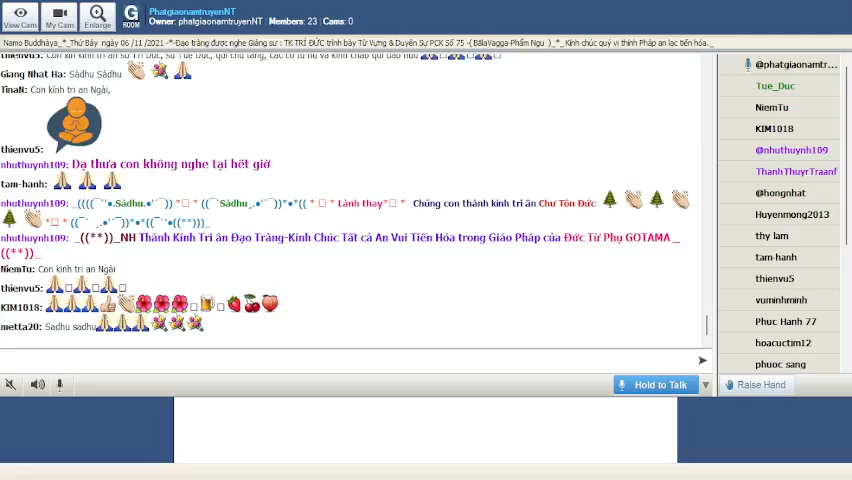 View Cam
My Cam
Enlarge
G
ROOM
PhatgiaonamtruyenNT
Owner: phatgiaonamtruyenNT | Members: 23 | Cams: 0
Namo Buddhàya_*_Thứ Bảy ngày 06 /11 /2021 -*-Đạo tràng được nghe Giảng sư : TK TRÍ ĐỨC trình bày Từ Vựng & Duyên Sự PCK Số 75 –( BālaVagga-Phẩm Ngu )_*_Kính chúc quý vị thính Pháp an lạc tiến hóa._
Giang Nhat Ha: Sàdhu Sàdhu
TinaN: Con kính tri an Ngài,
thienvu5:
nhuthuynh109: Dạ thưa con không nghe tại hết giờ
tam-hanh:
nhuthuynh109: _((((¯`'•.Sàdhu.•'´¯)) *□ * ((¯`Sàdhu¸.•'´¯))*•*(( * □ * Lành thay*□ * Chúng con thành kính tri ân Chư Tôn Đức
*□ * ((¯` ¸.•'´¯))*•*((¯`'•((**)))_
nhuthuynh109: _((**))_NH Thành Kính Tri ân Đạo Tràng-Kính Chúc Tất cả An Vui Tiến Hóa trong Giáo Pháp của Đức Từ Phụ GOTAMA _
((**))_
NiemTu: Con kính tri an Ngài
thienvu5:
KIM1018:
metta20: Sadhu sadhu
Hold to Talk
@phatgiaonamtr...
Tue_Duc
NiemTu
KIM1018
@nhuthuynh109
ThanhThuyrTraanf
@hongnhat
Huyenmong2013
thy lam
tam-hanh
thienvu5
vuminhminh
Phuc Hanh 77
hoacuctim12
phuoc sang
Raise Hand